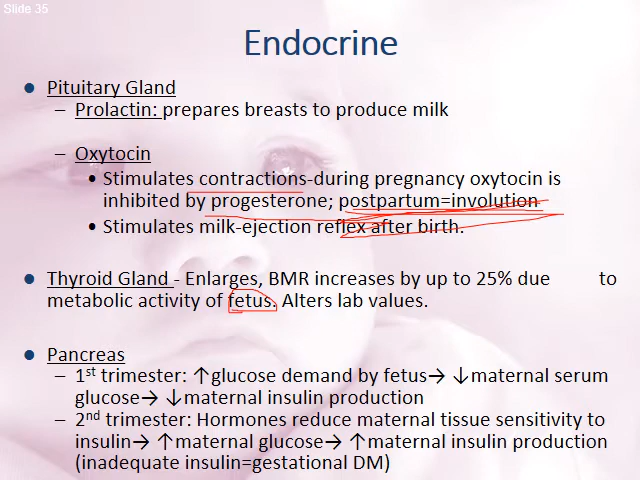 Slide 35
Endocrine
• Pituitary Gland
– Prolactin: prepares breasts to produce milk
– Oxytocin
• Stimulates contractions-during pregnancy oxytocin is
inhibited by progesterone; postpartum=involution
• Stimulates milk-ejection reflex after birth.
• Thyroid Gland - Enlarges, BMR increases by up to 25% due to
metabolic activity of fetus. Alters lab values.
• Pancreas
– 1st trimester: ↑glucose demand by fetus→ ↓maternal serum
glucose→ ↓maternal insulin production
– 2nd trimester: Hormones reduce maternal tissue sensitivity to
insulin→ ↑maternal glucose→ ↑maternal insulin production
(inadequate insulin=gestational DM)